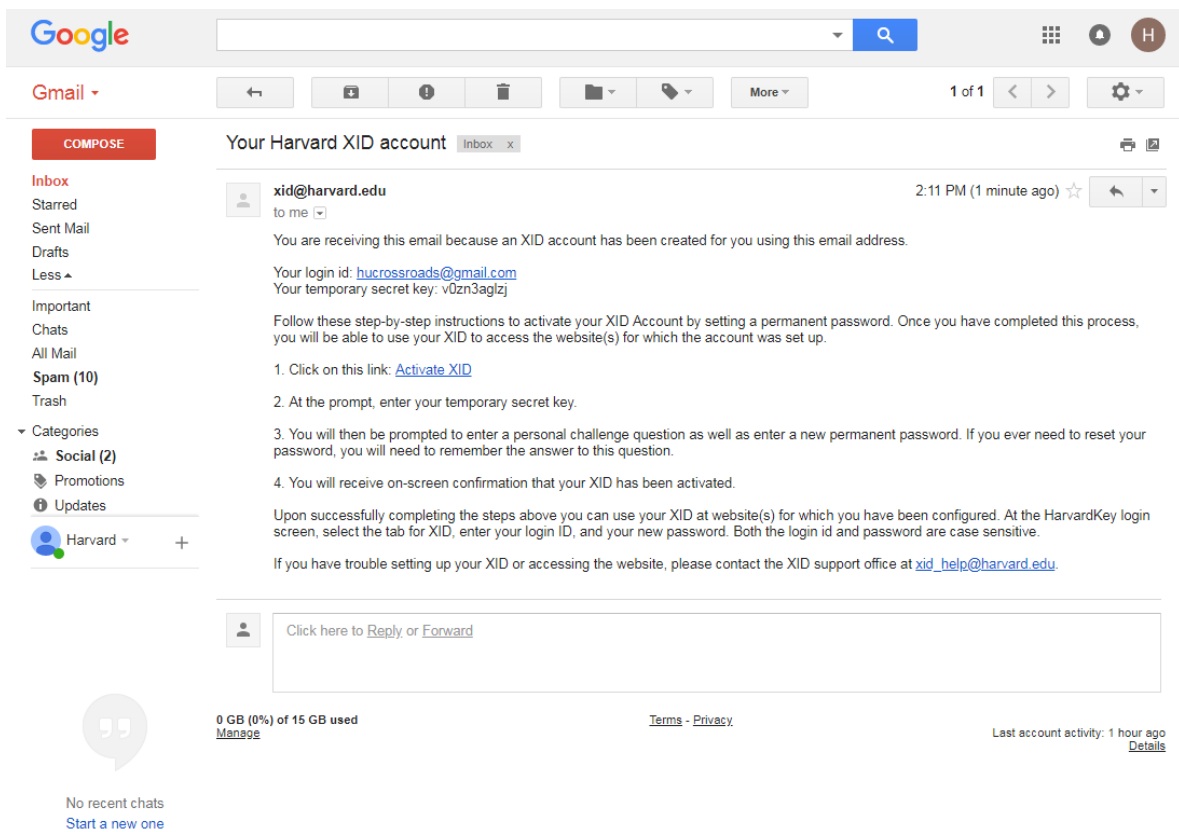 Google
H
Gmail
More
1 of 1
COMPOSE
Your Harvard XID account Inbox x
Inbox
Starred
Sent Mail
Drafts
Less
Important
Chats
All Mail
Spam (10)
Trash
Categories
Social (2)
Promotions
Updates
Harvard +
xid@harvard.edu 2:11 PM (1 minute ago)
to me
You are receiving this email because an XID account has been created for you using this email address.
Your login id: hucrossroads@gmail.com
Your temporary secret key: v0zn3aglzj
Follow these step-by-step instructions to activate your XID Account by setting a permanent password. Once you have completed this process,
you will be able to use your XID to access the website(s) for which the account was set up.
1. Click on this link: Activate XID
2. At the prompt, enter your temporary secret key.
3. You will then be prompted to enter a personal challenge question as well as enter a new permanent password. If you ever need to reset your
password, you will need to remember the answer to this question.
4. You will receive on-screen confirmation that your XID has been activated.
Upon successfully completing the steps above you can use your XID at website(s) for which you have been configured. At the HarvardKey login
screen, select the tab for XID, enter your login ID, and your new password. Both the login id and password are case sensitive.
If you have trouble setting up your XID or accessing the website, please contact the XID support office at xid_help@harvard.edu.
Click here to Reply or Forward
0 GB (0%) of 15 GB used
Manage
Terms - Privacy
Last account activity: 1 hour ago
Details
No recent chats
Start a new one